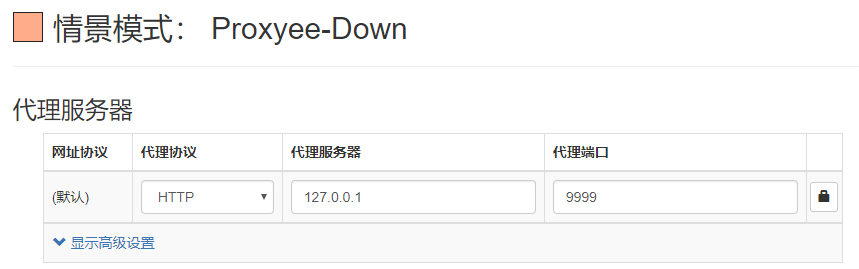 情景模式： Proxyee-Down
代理服务器
网址协议 代理协议 代理服务器 代理端口
(默认) HTTP 127.0.0.1 9999
显示高级设置